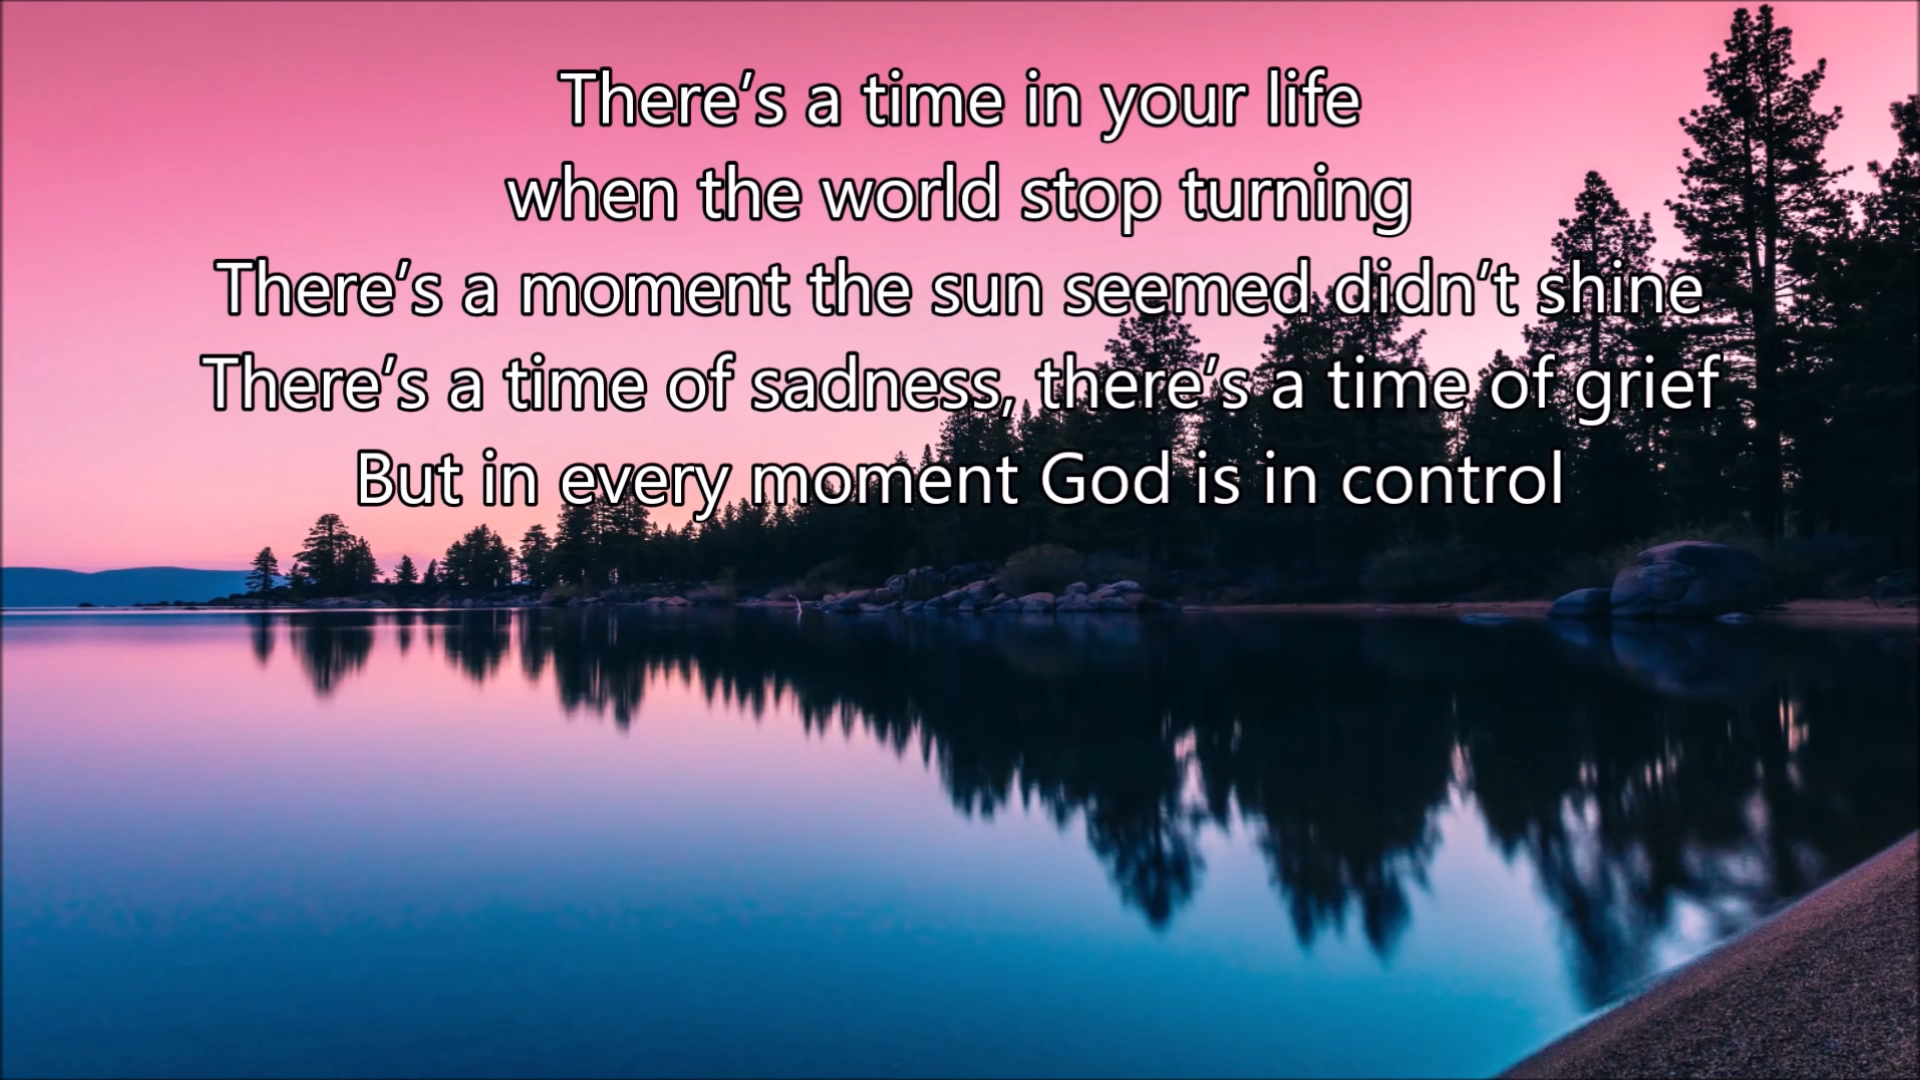 There’s a time in your life
when the world stop turning
There’s a moment the sun seemed didn’t shine
There’s a time of sadness, there’s a time of grief
But in every moment God is in control